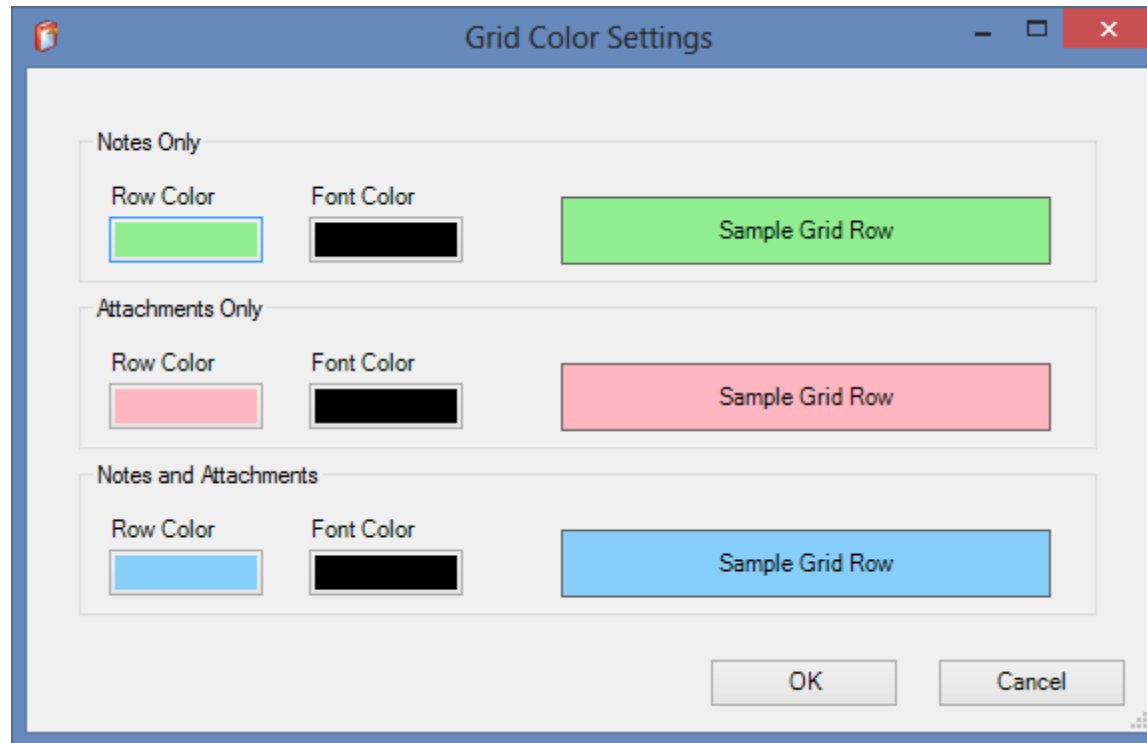 Grid Color Settings
Notes Only
Row Color Font Color
Sample Grid Row
Attachments Only
Row Color Font Color
Sample Grid Row
Notes and Attachments
Row Color Font Color
Sample Grid Row
OK Cancel